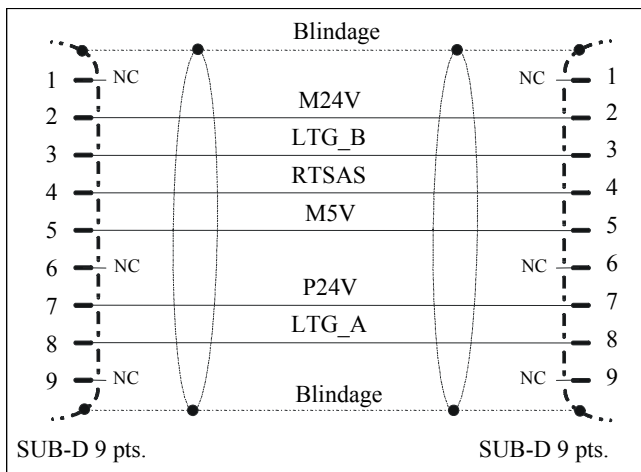 Blindage
1 NC NC 1
M24V
2 2
LTG_B
3 3
RTSAS
4 4
M5V
5 5
6 NC NC 6
P24V
7 7
LTG_A
8 8
9 NC NC 9
Blindage
SUB-D 9 pts. SUB-D 9 pts.